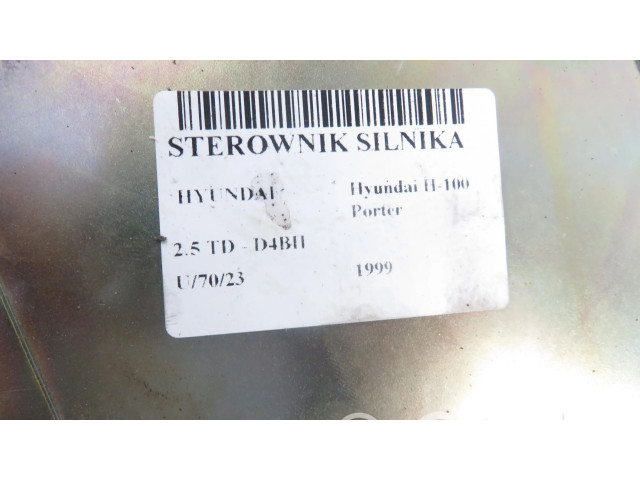 STEROWNIK SILNIKA
HYUNDAI Hyundai H-100
Porter
2.5 TD - D4BH
U/70/23 1999